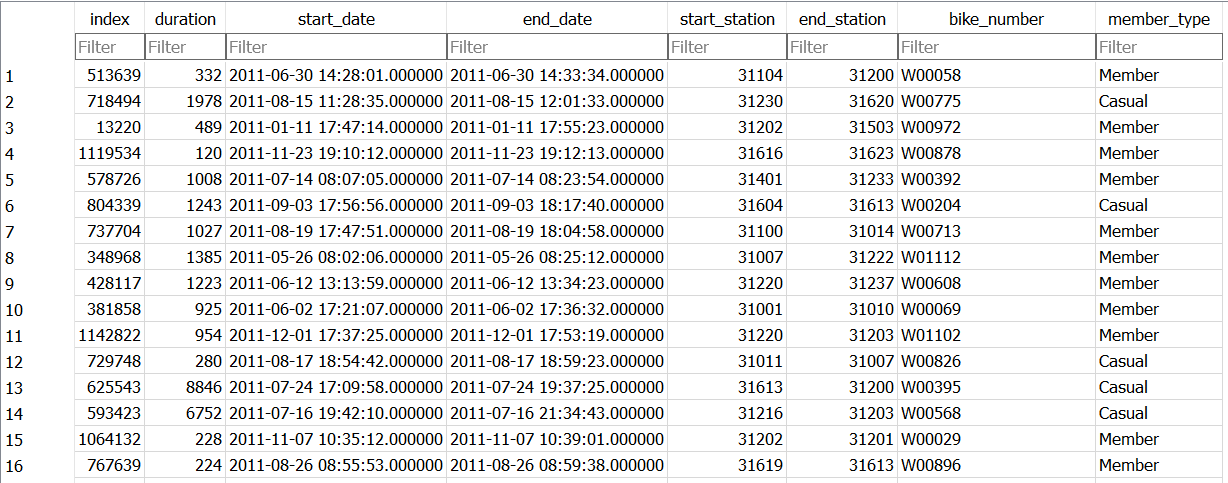 index duration start_date end_date start_station end_station bike_number member_type
Filter Filter Filter Filter Filter Filter Filter Filter
1 513639 332 2011-06-30 14:28:01.000000 2011-06-30 14:33:34.000000 31104 31200 W00058 Member
2 718494 1978 2011-08-15 11:28:35.000000 2011-08-15 12:01:33.000000 31230 31620 W00775 Casual
3 13220 489 2011-01-11 17:47:14.000000 2011-01-11 17:55:23.000000 31202 31503 W00972 Member
4 1119534 120 2011-11-23 19:10:12.000000 2011-11-23 19:12:13.000000 31616 31623 W00878 Member
5 578726 1008 2011-07-14 08:07:05.000000 2011-07-14 08:23:54.000000 31401 31233 W00392 Member
6 804339 1243 2011-09-03 17:56:56.000000 2011-09-03 18:17:40.000000 31604 31613 W00204 Casual
7 737704 1027 2011-08-19 17:47:51.000000 2011-08-19 18:04:58.000000 31100 31014 W00713 Member
8 348968 1385 2011-05-26 08:02:06.000000 2011-05-26 08:25:12.000000 31007 31222 W01112 Member
9 428117 1223 2011-06-12 13:13:59.000000 2011-06-12 13:34:23.000000 31220 31237 W00608 Member
10 381858 925 2011-06-02 17:21:07.000000 2011-06-02 17:36:32.000000 31001 31010 W00069 Member
11 1142822 954 2011-12-01 17:37:25.000000 2011-12-01 17:53:19.000000 31220 31203 W01102 Member
12 729748 280 2011-08-17 18:54:42.000000 2011-08-17 18:59:23.000000 31011 31007 W00826 Casual
13 625543 8846 2011-07-24 17:09:58.000000 2011-07-24 19:37:25.000000 31613 31200 W00395 Casual
14 593423 6752 2011-07-16 19:42:10.000000 2011-07-16 21:34:43.000000 31216 31203 W00568 Casual
15 1064132 228 2011-11-07 10:35:12.000000 2011-11-07 10:39:01.000000 31202 31201 W00029 Member
16 767639 224 2011-08-26 08:55:53.000000 2011-08-26 08:59:38.000000 31619 31613 W00896 Member